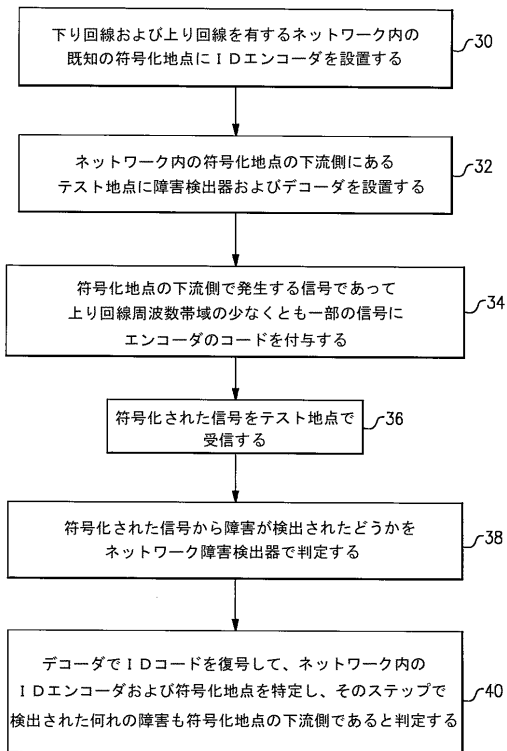 下り回線および上り回線を有するネットワーク内の
既知の符号化地点にIDエンコーダを設置する
30
ネットワーク内の符号化地点の下流側にある
テスト地点に障害検出器およびデコーダを設置する
32
符号化地点の下流側で発生する信号であって
上り回線周波数帯域の少なくとも一部の信号に
エンコーダのコードを付与する
34
符号化された信号をテスト地点で
受信する
36
符号化された信号から障害が検出されたどうかを
ネットワーク障害検出器で判定する
38
デコーダでIDコードを復号して、ネットワーク内の
IDエンコーダおよび符号化地点を特定し、そのステップで
検出された何れの障害も符号化地点の下流側であると判定する
40